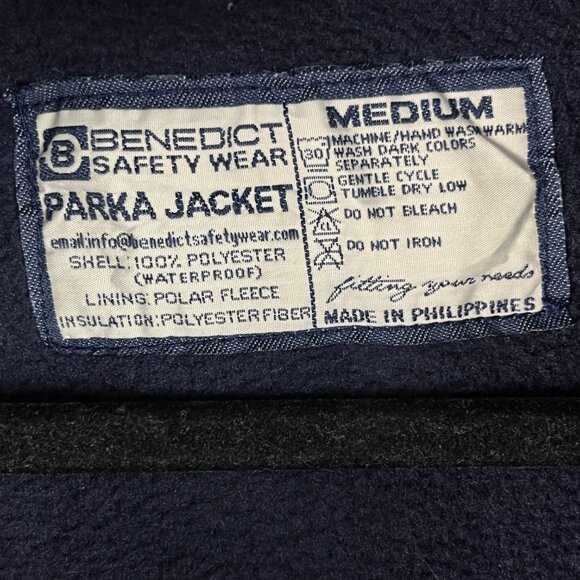 B BENEDICT
SAFETY WEAR
PARKA JACKET
email:info@benedictsafetywear.com
SHELL: 100% POLYESTER
(WATERPROOF)
LINING: POLAR FLEECE
INSULATION: POLYESTER FIBER
MEDIUM
MACHINE/HAND WASH WARM
WASH DARK COLORS
30 SEPARATELY
GENTLE CYCLE
TUMBLE DRY LOW
DO NOT BLEACH
DO NOT IRON
fitting your needs
MADE IN PHILIPPINES